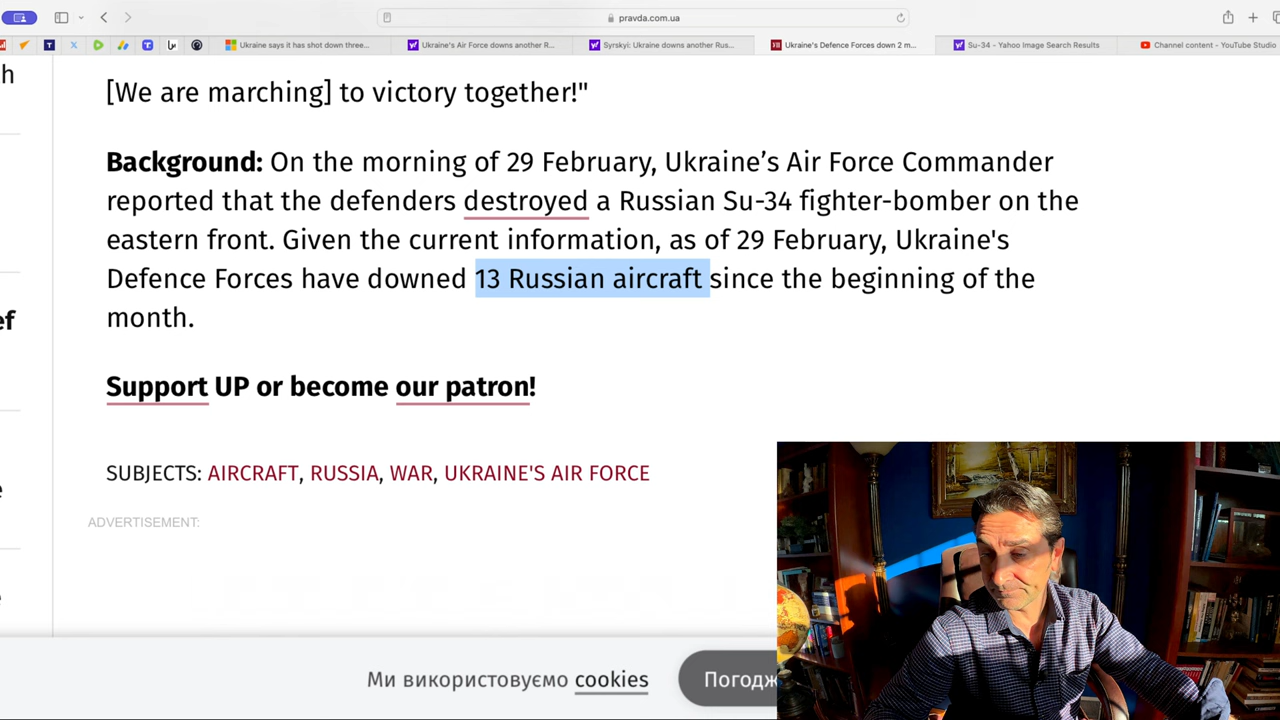 pravda.com.ua
Ukraine says it has shot down three...
Ukraine's Air Force downs another R...
Syrskyi: Ukraine downs another Rus...
Ukraine's Defence Forces down 2 m...
Su-34 - Yahoo Image Search Results
Channel content - YouTube Studio
h
[We are marching] to victory together!"
Background: On the morning of 29 February, Ukraine’s Air Force Commander
reported that the defenders destroyed a Russian Su-34 fighter-bomber on the
eastern front. Given the current information, as of 29 February, Ukraine's
Defence Forces have downed 13 Russian aircraft since the beginning of the
ef
month.
Support UP or become our patron!
SUBJECTS: AIRCRAFT, RUSSIA, WAR, UKRAINE'S AIR FORCE
e
ADVERTISEMENT:
e
Ми використовуємо cookies
Погодж